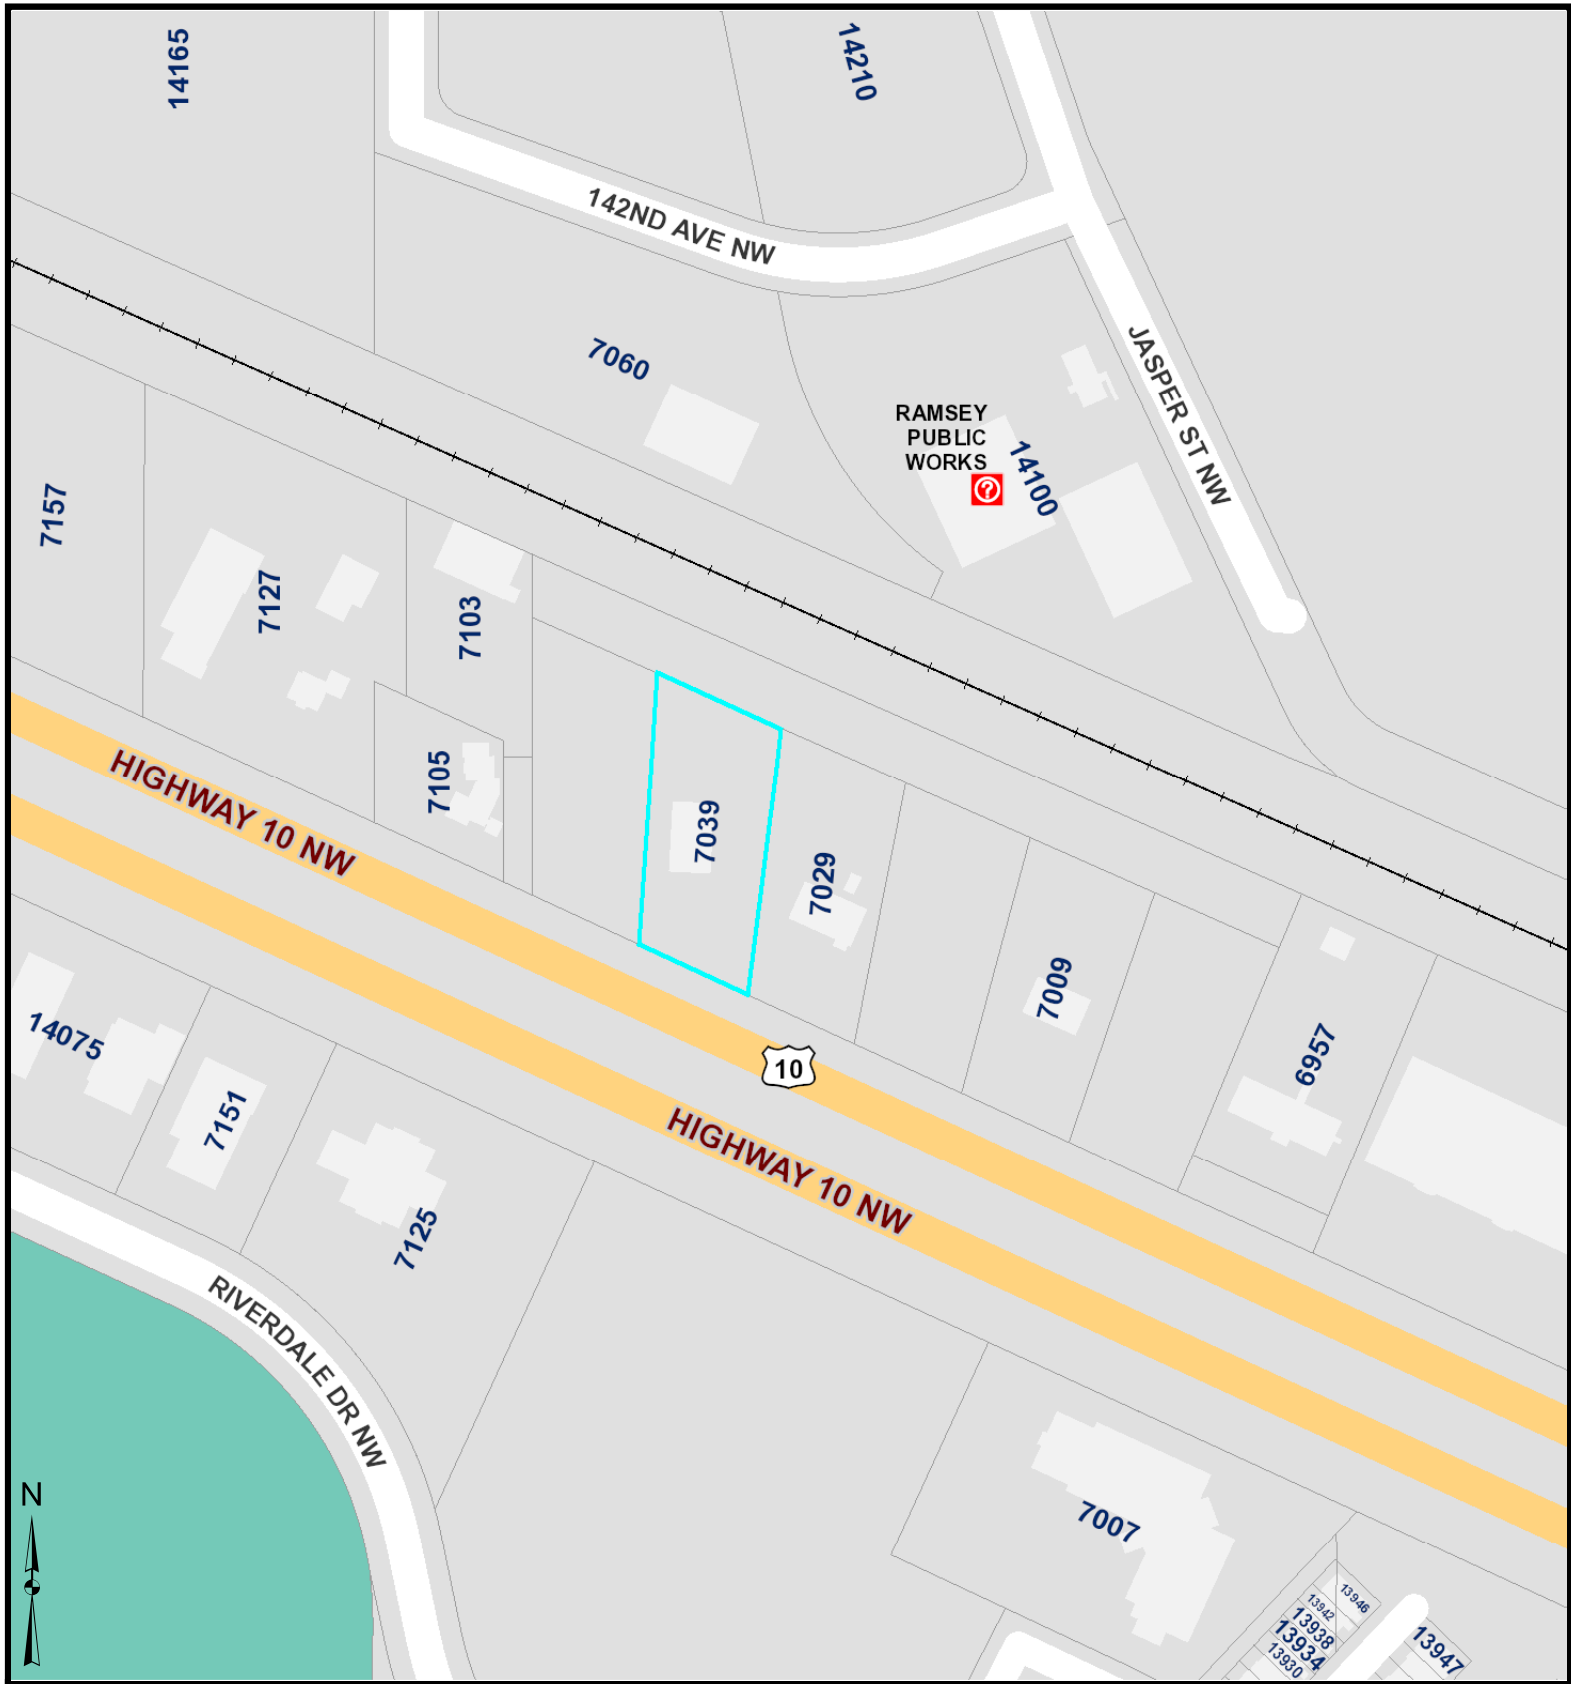 14165
14210
142ND AVE NW
JASPER ST NW
7060
RAMSEY
PUBLIC
WORKS
14100
7157
7127
7103
7105
7039
7029
7009
6957
HIGHWAY 10 NW
10
HIGHWAY 10 NW
14075
7151
7125
RIVERDALE DR NW
7007
N
13946
13942
13938
13934
13930
13947